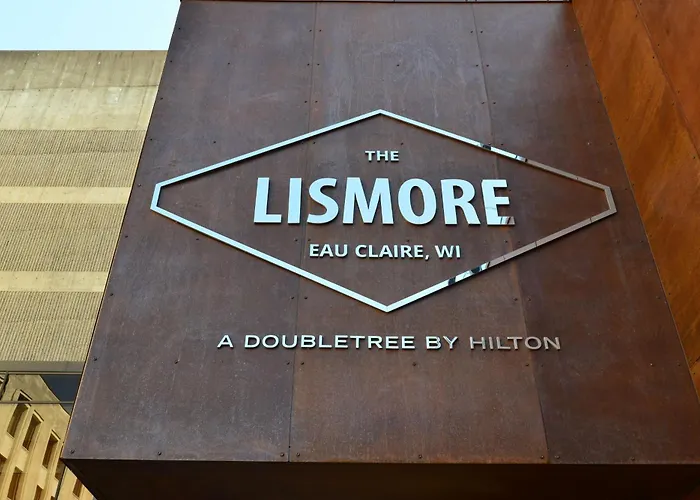 THE
LISMORE
EAU CLAIRE, WI
A DOUBLETREE BY HILTON